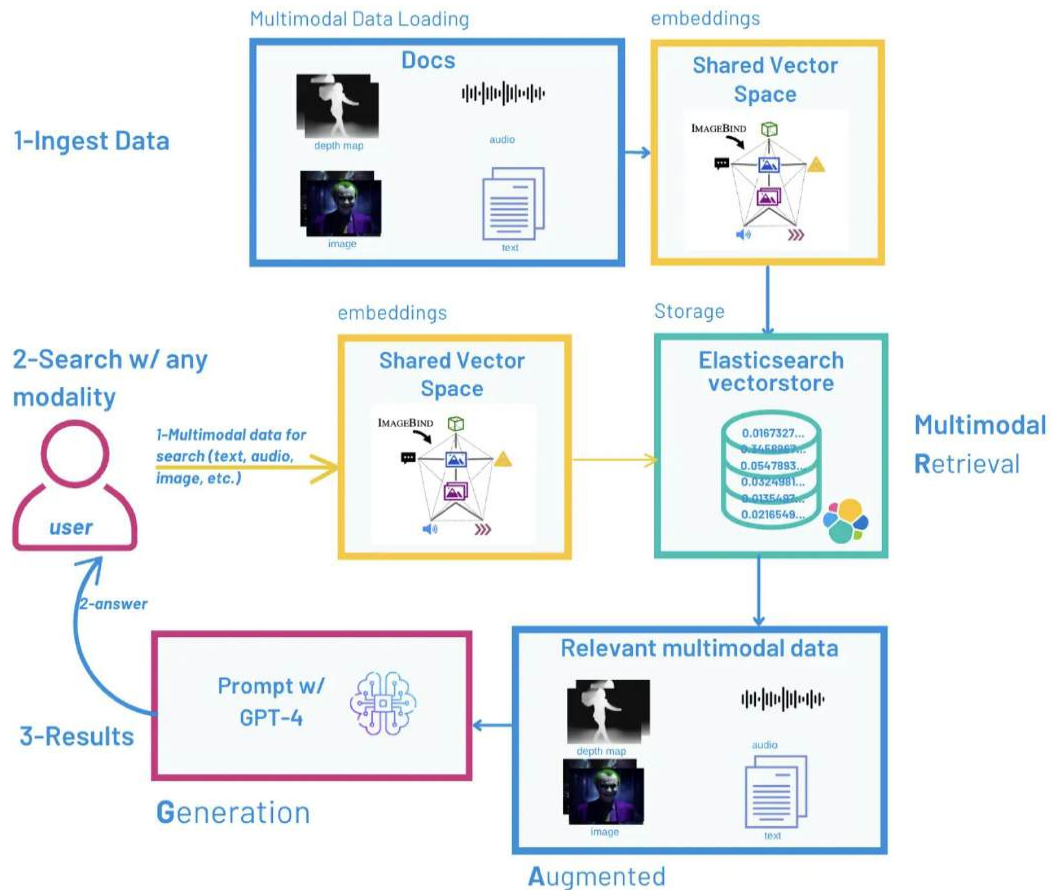 Multimodal Data Loading
embeddings
Docs
Shared Vector
Space
1-Ingest Data
depth map
audio
IMAGEBIND
image
text
embeddings
Storage
2-Search w/ any
modality
Shared Vector
Space
Elasticsearch
vectorstore
1-Multimodal data for
search (text, audio,
image, etc.)
IMAGEBIND
0.0167327...
0.0547893...
0.0324981...
0.0135497...
0.0216549...
Multimodal
Retrieval
user
2-answer
Relevant multimodal data
Prompt w/
GPT-4
3-Results
depth map
audio
image
text
Generation
Augmented